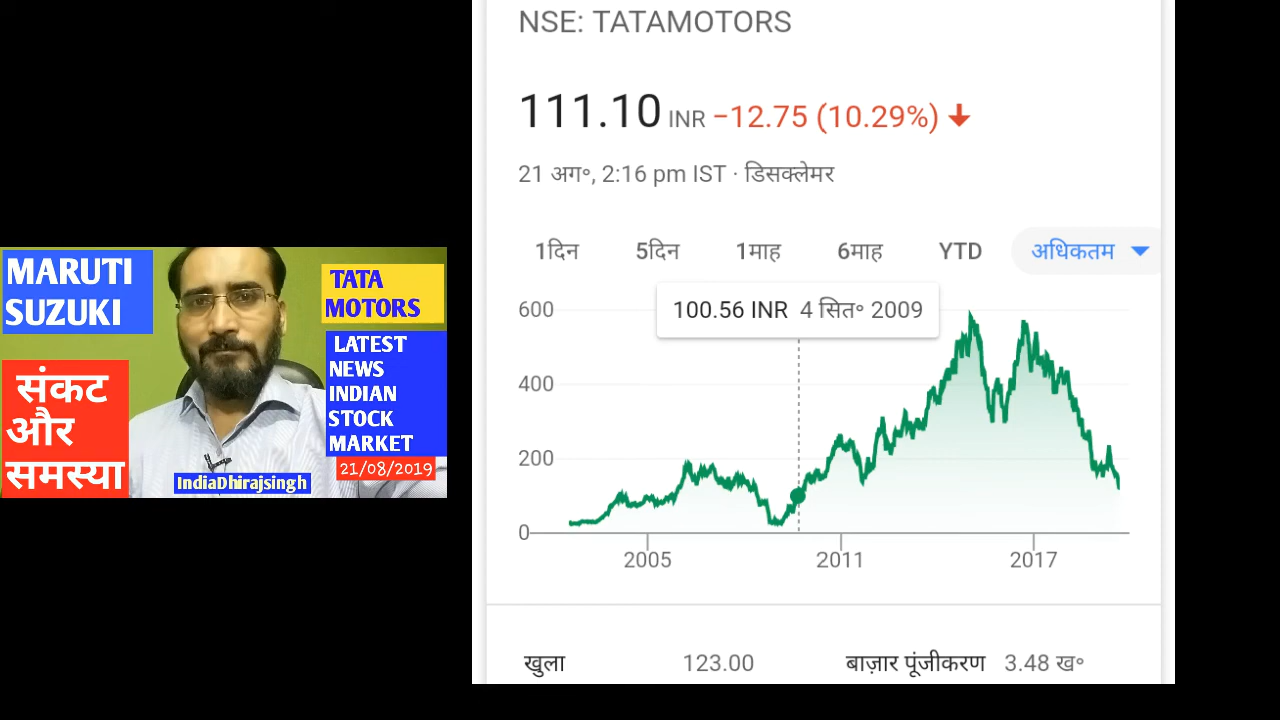 MARUTI
SUZUKI
संकट
और
समस्या
TATA
MOTORS
LATEST
NEWS
INDIAN
STOCK
MARKET
21/08/2019
IndiaDhirajsingh
NSE: TATAMOTORS
111.10 INR −12.75 (10.29%) ↓
21 अग॰, 2:16 pm IST · डिसक्लेमर
1दिन 5दिन 1माह 6माह YTD अधिकतम
100.56 INR 4 सित॰ 2009
600
400
200
0
2005 2011 2017
खुला 123.00 बाज़ार पूंजीकरण 3.48 ख॰